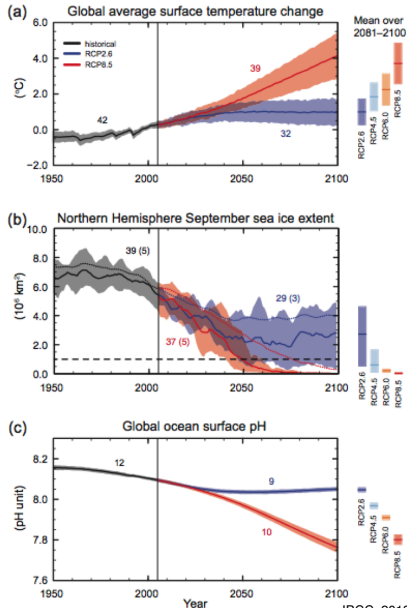 (a) Global average surface temperature change
Mean over
2081–2100
6.0
4.0
2.0
0.0
−2.0
(°C)
historical
RCP2.6
RCP8.5
42
39
32
1950
2000
2050
2100
RCP2.6
RCP4.5
RCP6.0
RCP8.5
(b) Northern Hemisphere September sea ice extent
10.0
8.0
6.0
4.0
2.0
0.0
(10⁶ km²)
39 (5)
29 (3)
37 (5)
1950
2000
2050
2100
RCP2.6
RCP4.5
RCP6.0
RCP8.5
(c) Global ocean surface pH
8.2
8.0
7.8
7.6
(pH unit)
12
9
10
1950
2000
2050
2100
Year
RCP2.6
RCP4.5
RCP6.0
RCP8.5